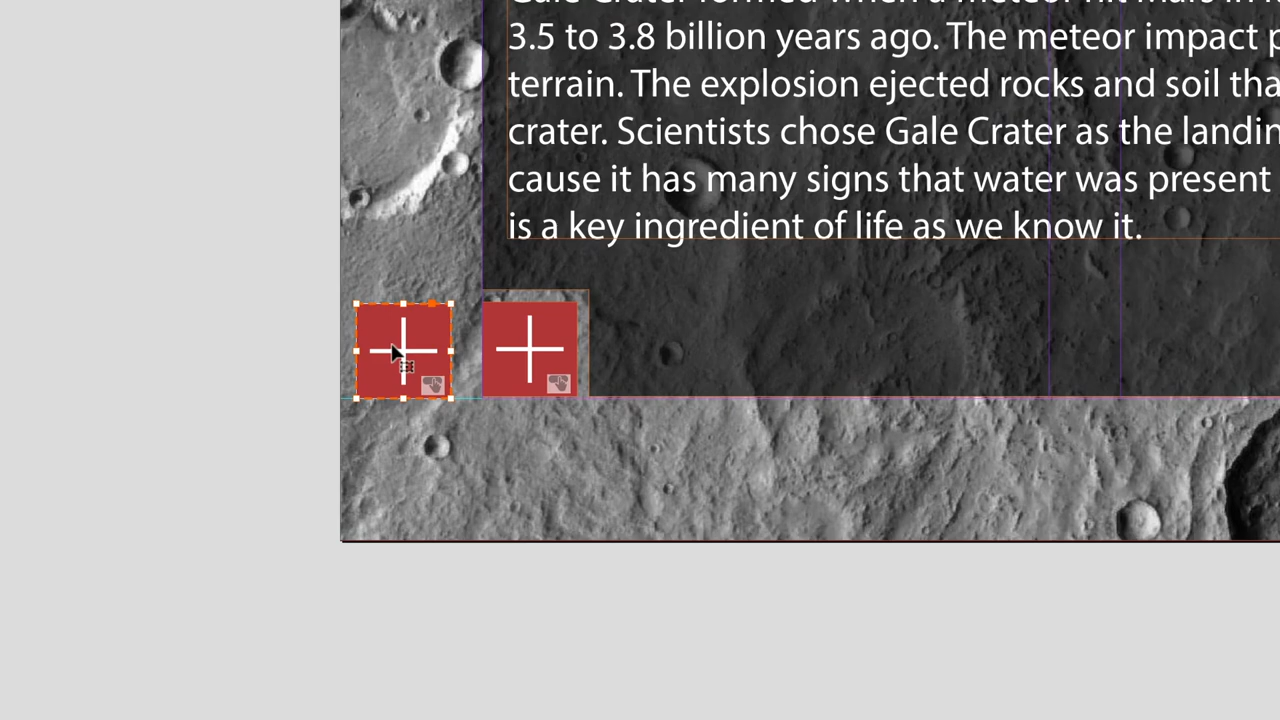 3.5 to 3.8 billion years ago. The meteor impact
terrain. The explosion ejected rocks and soil
crater. Scientists chose Gale Crater as the
cause it has many signs that water was present
is a key ingredient of life as we know it.